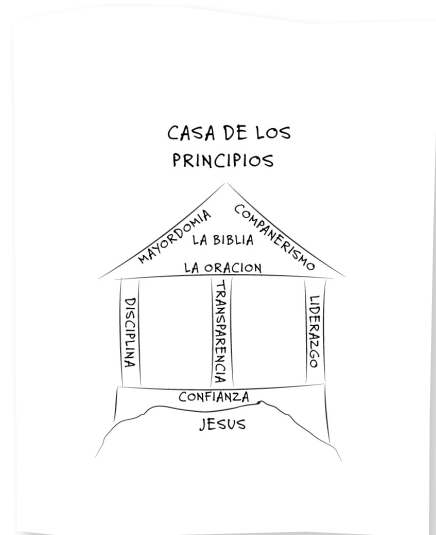 CASA DE LOS
PRINCIPIOS
MAYORDOMIA
COMPAÑERISMO
LA BIBLIA
LA ORACION
DISCIPLINA
TRANSPARENCIA
LIDERAZGO
CONFIANZA
JESUS